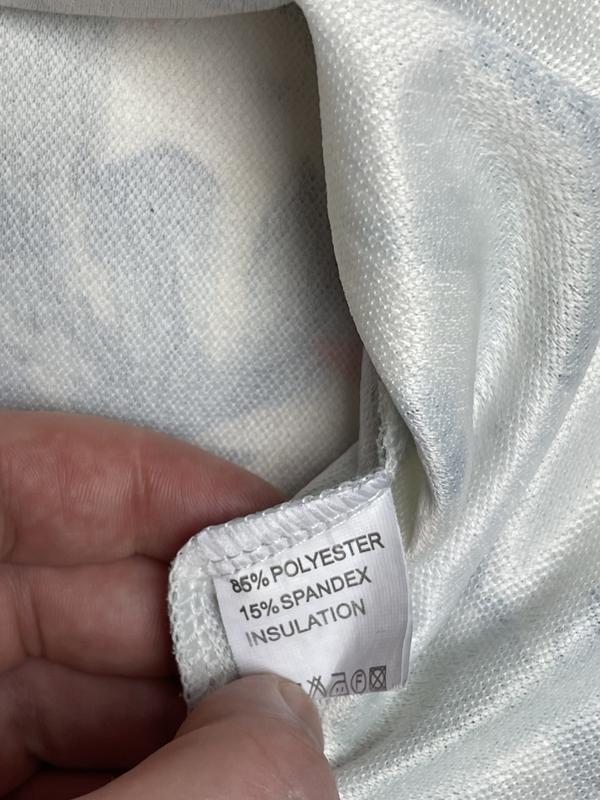 85% POLYESTER
15% SPANDEX
INSULATION
F